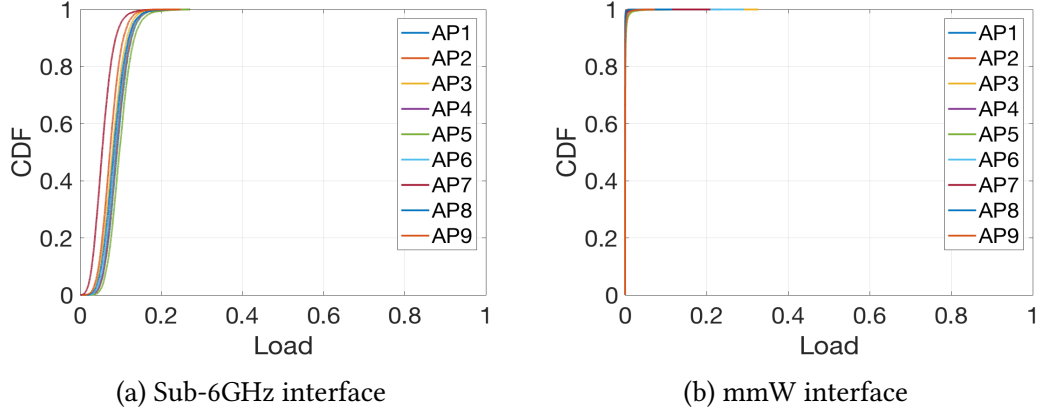 1
0.8
0.6
0.4
0.2
0
CDF
0 0.2 0.4 0.6 0.8 1
Load
AP1
AP2
AP3
AP4
AP5
AP6
AP7
AP8
AP9
(a) Sub-6GHz interface
1
0.8
0.6
0.4
0.2
0
CDF
0 0.2 0.4 0.6 0.8 1
Load
AP1
AP2
AP3
AP4
AP5
AP6
AP7
AP8
AP9
(b) mmW interface